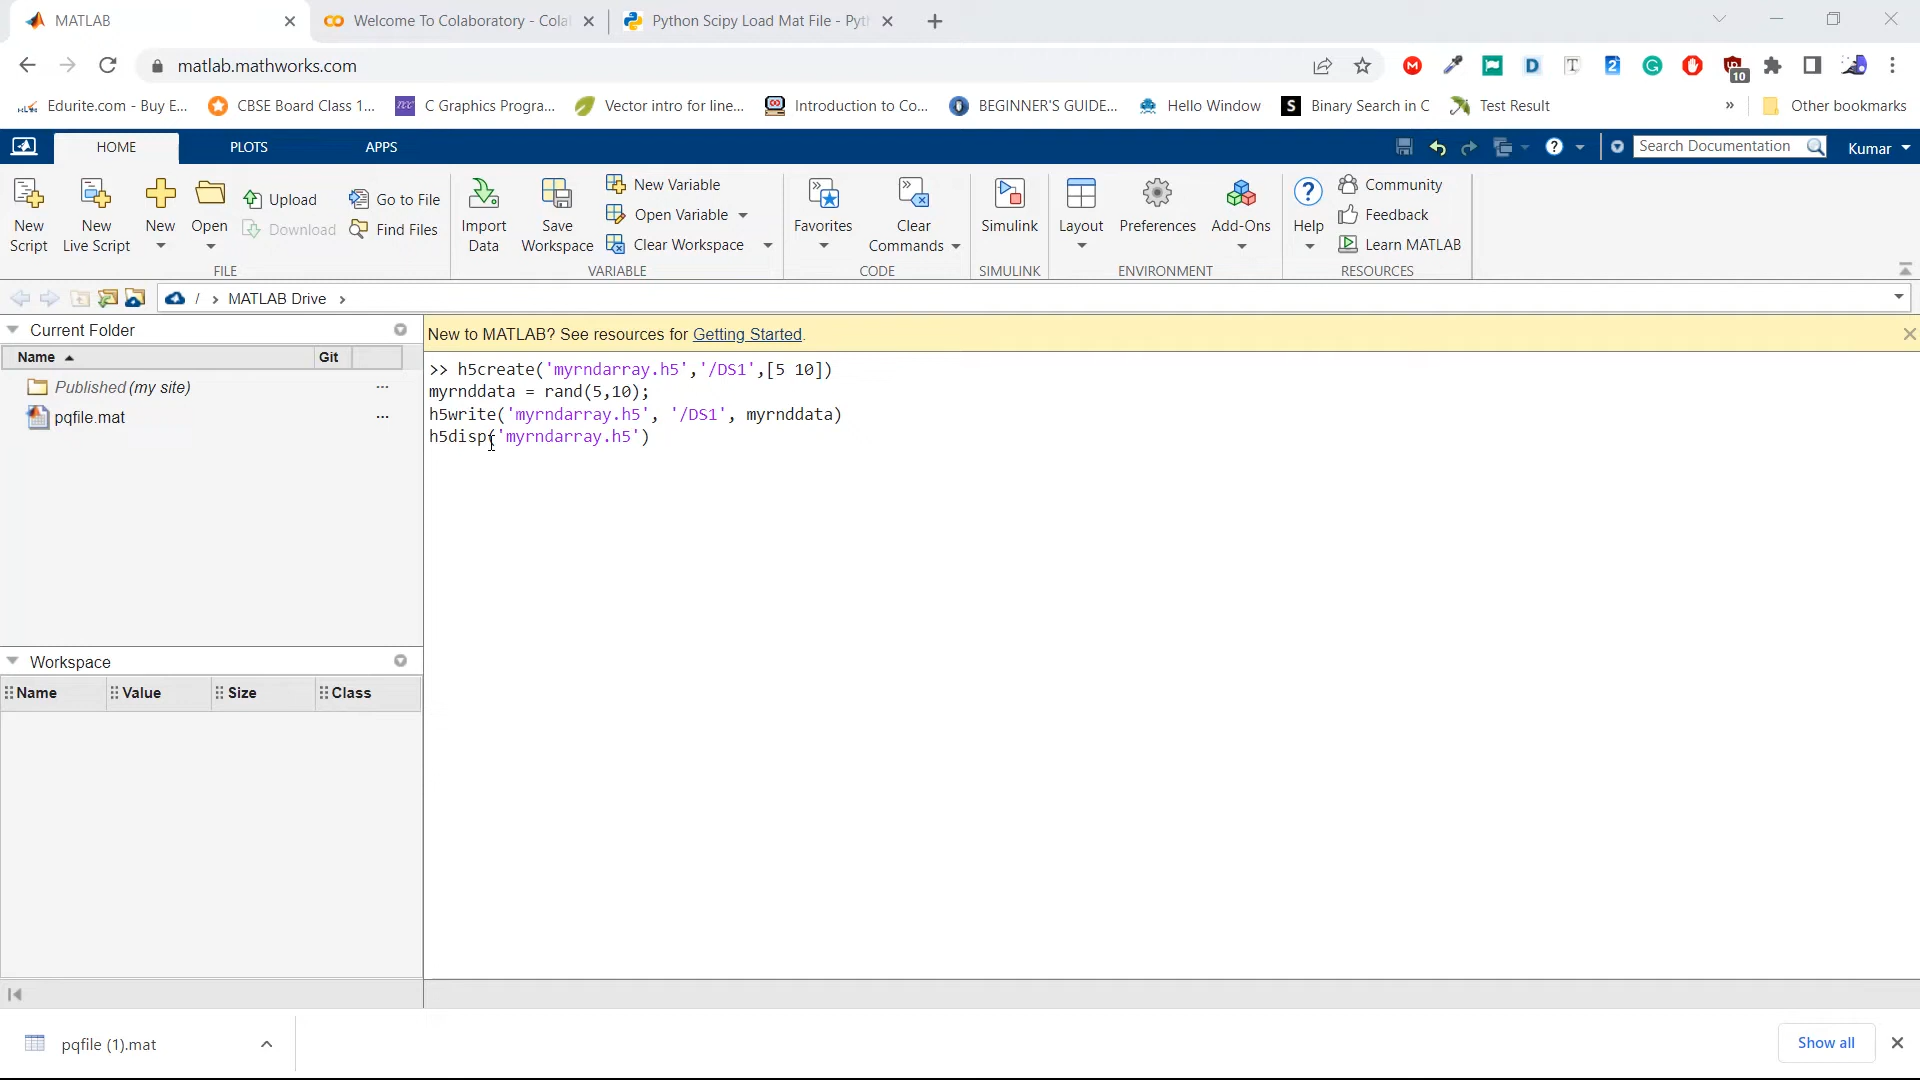 MATLAB
Welcome To Colaboratory - Cola
Python Scipy Load Mat File - Pyt
matlab.mathworks.com
10
Edurite.com - Buy E...
CBSE Board Class 1...
C Graphics Progra...
Vector intro for line...
Introduction to Co...
BEGINNER'S GUIDE...
Hello Window
Binary Search in C
Test Result
»
Other bookmarks
HOME
PLOTS
APPS
Search Documentation
Kumar
New Script
New Live Script
New
Open
Upload
Download
Go to File
Find Files
FILE
Import Data
Save Workspace
New Variable
Open Variable
Clear Workspace
VARIABLE
Favorites
Clear Commands
CODE
Simulink
SIMULINK
Layout
Preferences
Add-Ons
ENVIRONMENT
Help
Community
Feedback
Learn MATLAB
RESOURCES
/ › MATLAB Drive ›
Current Folder
Name
Git
Published (my site)
pqfile.mat
New to MATLAB? See resources for Getting Started.
>> h5create('myrndarray.h5','/DS1',[5 10])
myrnddata = rand(5,10);
h5write('myrndarray.h5', '/DS1', myrnddata)
h5disp('myrndarray.h5')
Workspace
Name
Value
Size
Class
pqfile (1).mat
Show all